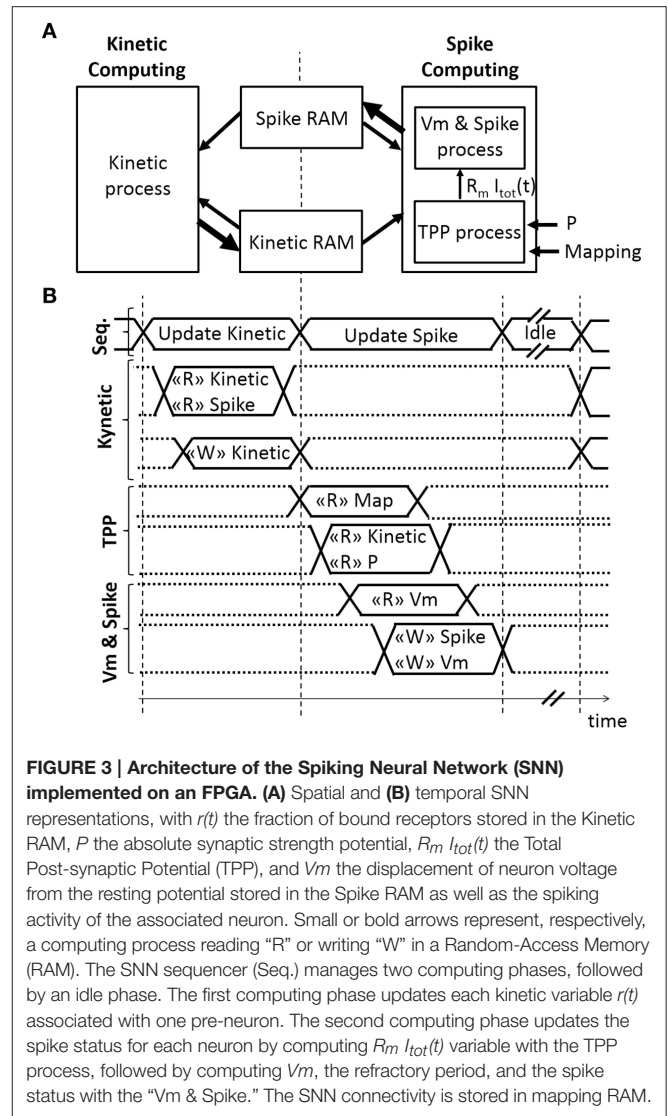 A
Kinetic
Computing
Spike
Computing
Spike RAM
Vm & Spike
process
Kinetic
process
Rm Itot(t)
Kinetic RAM
TPP process
P
Mapping
B
Seq.
Update Kinetic
Update Spike
Idle
Kynetic
«R» Kinetic
«R» Spike
«W» Kinetic
TPP
«R» Map
«R» Kinetic
«R» P
Vm & Spike
«R» Vm
«W» Spike
«W» Vm
time
FIGURE 3 | Architecture of the Spiking Neural Network (SNN)
implemented on an FPGA. (A) Spatial and (B) temporal SNN
representations, with r(t) the fraction of bound receptors stored in the Kinetic
RAM, P the absolute synaptic strength potential, Rm Itot(t) the Total
Post-synaptic Potential (TPP), and Vm the displacement of neuron voltage
from the resting potential stored in the Spike RAM as well as the spiking
activity of the associated neuron. Small or bold arrows represent, respectively,
a computing process reading “R” or writing “W” in a Random-Access Memory
(RAM). The SNN sequencer (Seq.) manages two computing phases, followed
by an idle phase. The first computing phase updates each kinetic variable r(t)
associated with one pre-neuron. The second computing phase updates the
spike status for each neuron by computing Rm Itot(t) variable with the TPP
process, followed by computing Vm, the refractory period, and the spike
status with the “Vm & Spike.” The SNN connectivity is stored in mapping RAM.